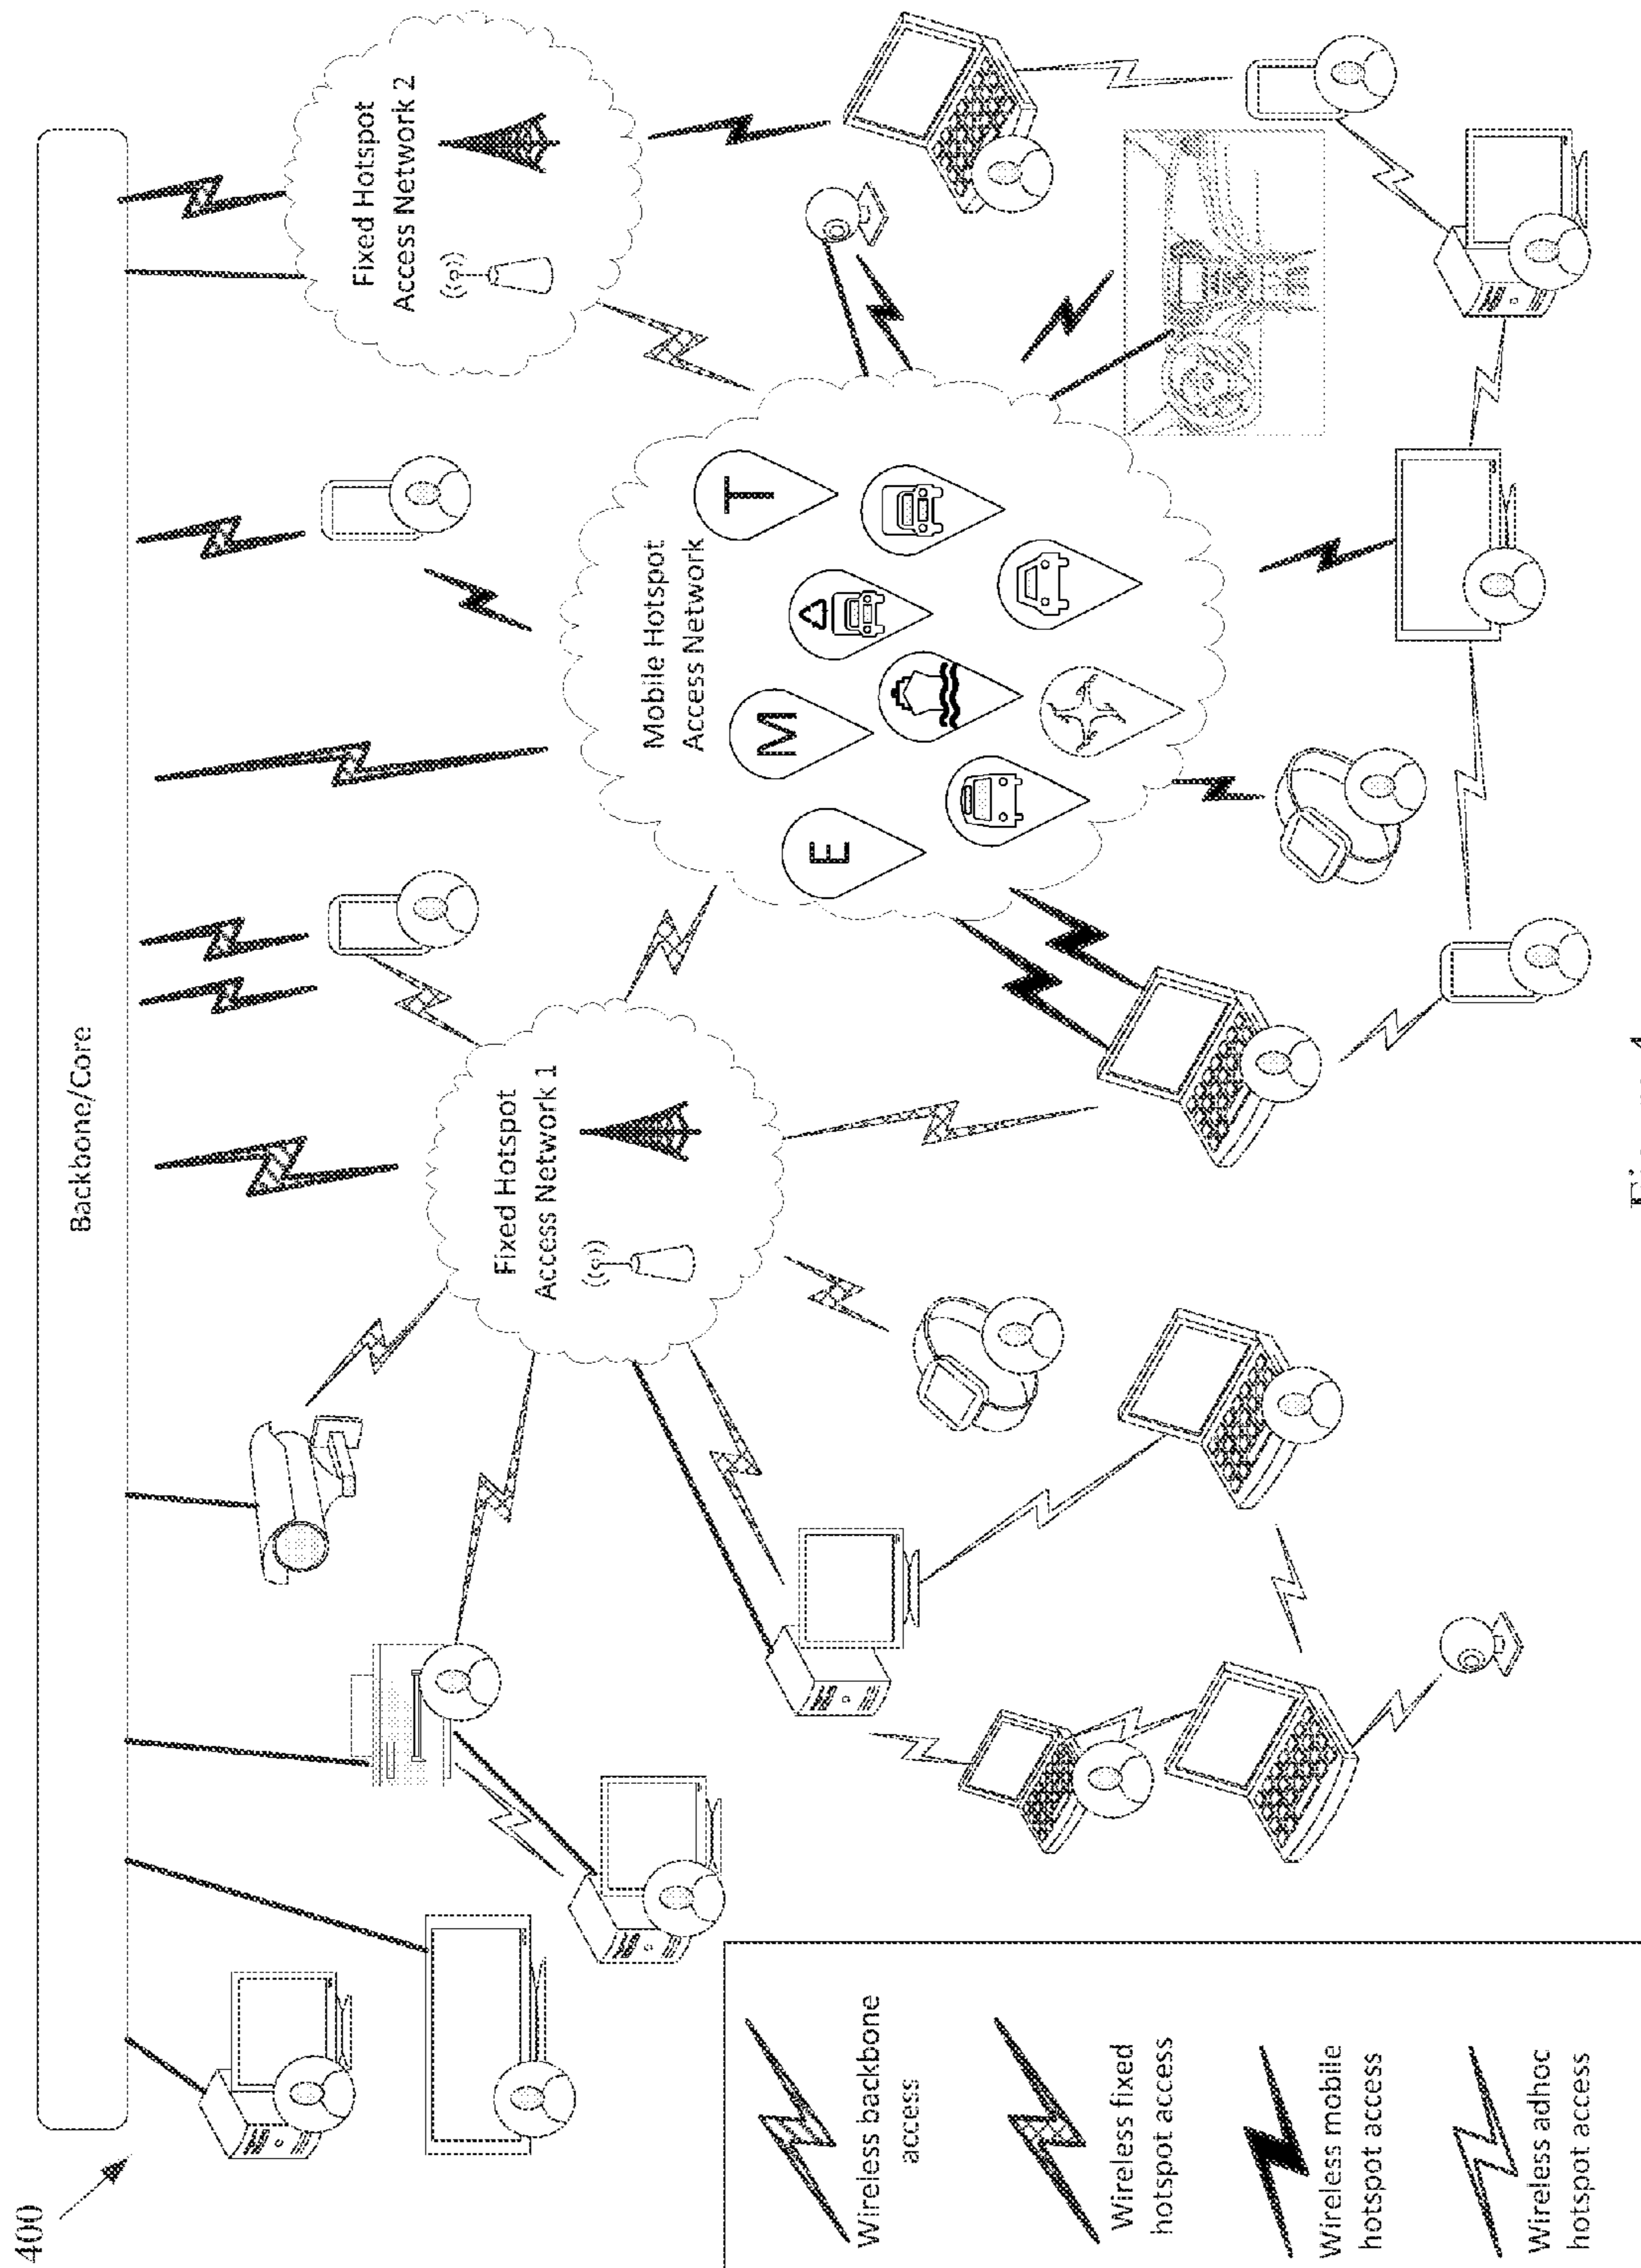 400
Backbone/Core
Fixed Hotspot
Access Network 1
Mobile Hotspot
Access Network
Fixed Hotspot
Access Network 2
E
M
T
Wireless backbone
access
Wireless fixed
hotspot access
Wireless mobile
hotspot access
Wireless adhoc
hotspot access